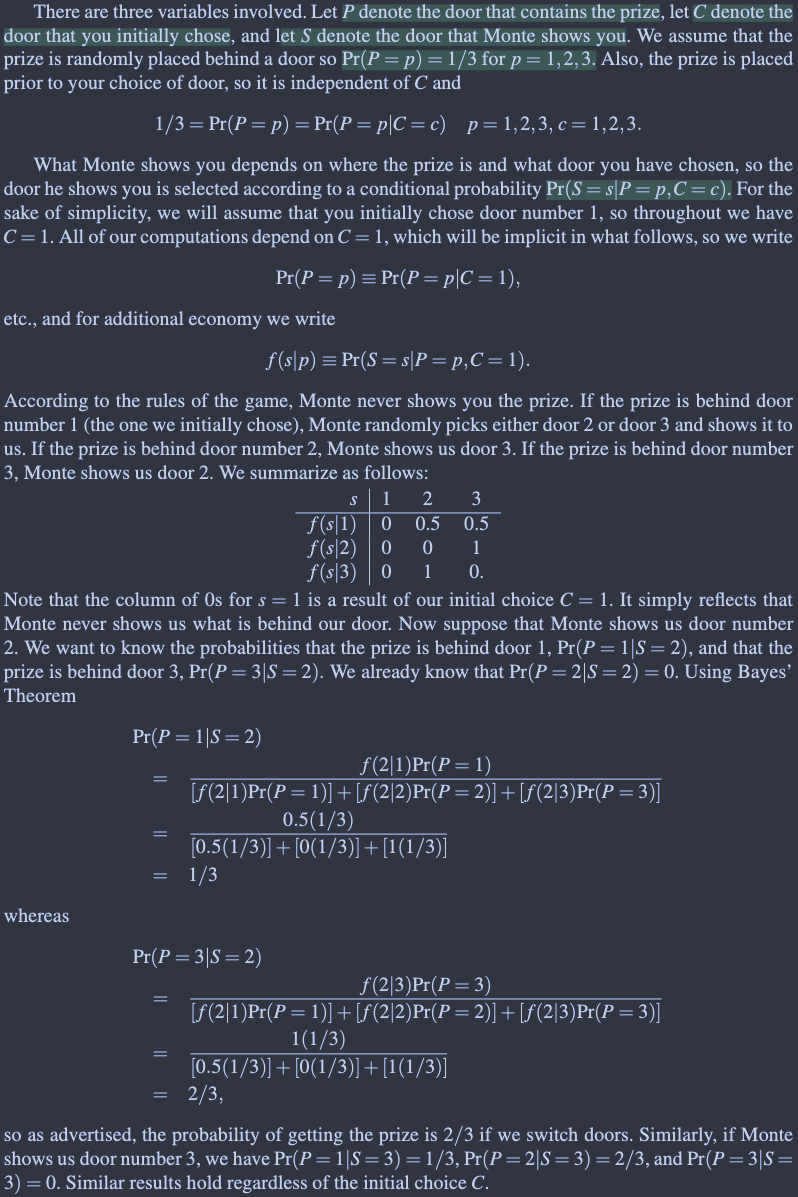 There are three variables involved. Let P denote the door that contains the prize, let C denote the
door that you initially chose, and let S denote the door that Monte shows you. We assume that the
prize is randomly placed behind a door so Pr(P = p) = 1/3 for p = 1,2,3. Also, the prize is placed
prior to your choice of door, so it is independent of C and
1/3 = Pr(P = p) = Pr(P = p|C = c) p = 1,2,3, c = 1,2,3.
What Monte shows you depends on where the prize is and what door you have chosen, so the
door he shows you is selected according to a conditional probability Pr(S = s|P = p,C = c). For the
sake of simplicity, we will assume that you initially chose door number 1, so throughout we have
C = 1. All of our computations depend on C = 1, which will be implicit in what follows, so we write
Pr(P = p) ≡ Pr(P = p|C = 1),
etc., and for additional economy we write
f(s|p) ≡ Pr(S = s|P = p,C = 1).
According to the rules of the game, Monte never shows you the prize. If the prize is behind door
number 1 (the one we initially chose), Monte randomly picks either door 2 or door 3 and shows it to
us. If the prize is behind door number 2, Monte shows us door 3. If the prize is behind door number
3, Monte shows us door 2. We summarize as follows:
s 1 2 3
f(s|1) 0 0.5 0.5
f(s|2) 0 0 1
f(s|3) 0 1 0.
Note that the column of 0s for s = 1 is a result of our initial choice C = 1. It simply reflects that
Monte never shows us what is behind our door. Now suppose that Monte shows us door number
2. We want to know the probabilities that the prize is behind door 1, Pr(P = 1|S = 2), and that the
prize is behind door 3, Pr(P = 3|S = 2). We already know that Pr(P = 2|S = 2) = 0. Using Bayes'
Theorem
Pr(P = 1|S = 2)
f(2|1)Pr(P = 1)
=
[f(2|1)Pr(P = 1)] + [f(2|2)Pr(P = 2)] + [f(2|3)Pr(P = 3)]
0.5(1/3)
=
[0.5(1/3)] + [0(1/3)] + [1(1/3)]
= 1/3
whereas
Pr(P = 3|S = 2)
f(2|3)Pr(P = 3)
=
[f(2|1)Pr(P = 1)] + [f(2|2)Pr(P = 2)] + [f(2|3)Pr(P = 3)]
1(1/3)
=
[0.5(1/3)] + [0(1/3)] + [1(1/3)]
= 2/3,
so as advertised, the probability of getting the prize is 2/3 if we switch doors. Similarly, if Monte
shows us door number 3, we have Pr(P = 1|S = 3) = 1/3, Pr(P = 2|S = 3) = 2/3, and Pr(P = 3|S =
3) = 0. Similar results hold regardless of the initial choice C.